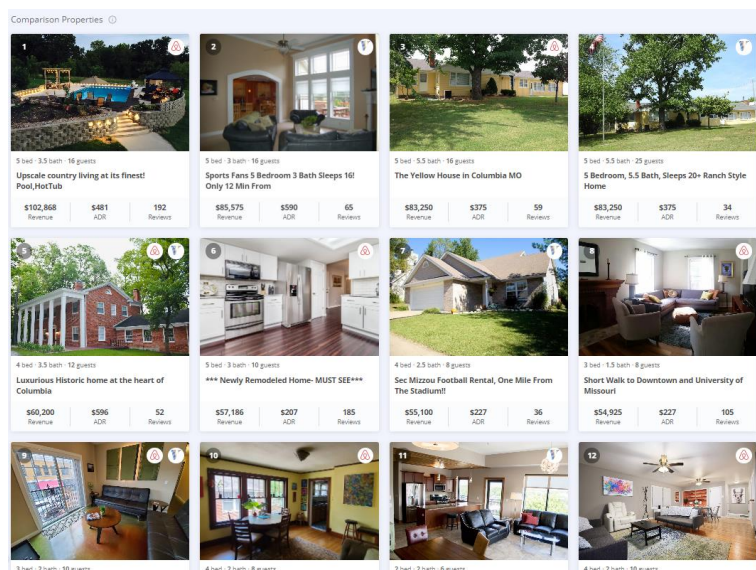 Comparison Properties
1
2
3
5 bed · 3.5 bath · 16 guests
5 bed · 3 bath · 16 guests
5 bed · 5.5 bath · 16 guests
5 bed · 5.5 bath · 25 guests
Upscale country living at its finest!
Pool,HotTub
Sports Fans 5 Bedroom 3 Bath Sleeps 16!
Only 12 Min From
The Yellow House in Columbia MO
5 Bedroom, 5.5 Bath, Sleeps 20+ Ranch Style
Home
$102,868 $481 192
Revenue ADR Reviews
$85,575 $590 65
Revenue ADR Reviews
$83,250 $375 59
Revenue ADR Reviews
$83,250 $375 34
Revenue ADR Reviews
5
6
7
8
4 bed · 3.5 bath · 12 guests
5 bed · 3 bath · 10 guests
4 bed · 2.5 bath · 8 guests
3 bed · 1.5 bath · 8 guests
Luxurious Historic home at the heart of
Columbia
*** Newly Remodeled Home- MUST SEE***
Sec Mizzou Football Rental, One Mile From
The Stadium!!
Short Walk to Downtown and University of
Missouri
$60,200 $596 52
Revenue ADR Reviews
$57,186 $207 185
Revenue ADR Reviews
$55,100 $227 36
Revenue ADR Reviews
$54,925 $227 105
Revenue ADR Reviews
9
10
11
12